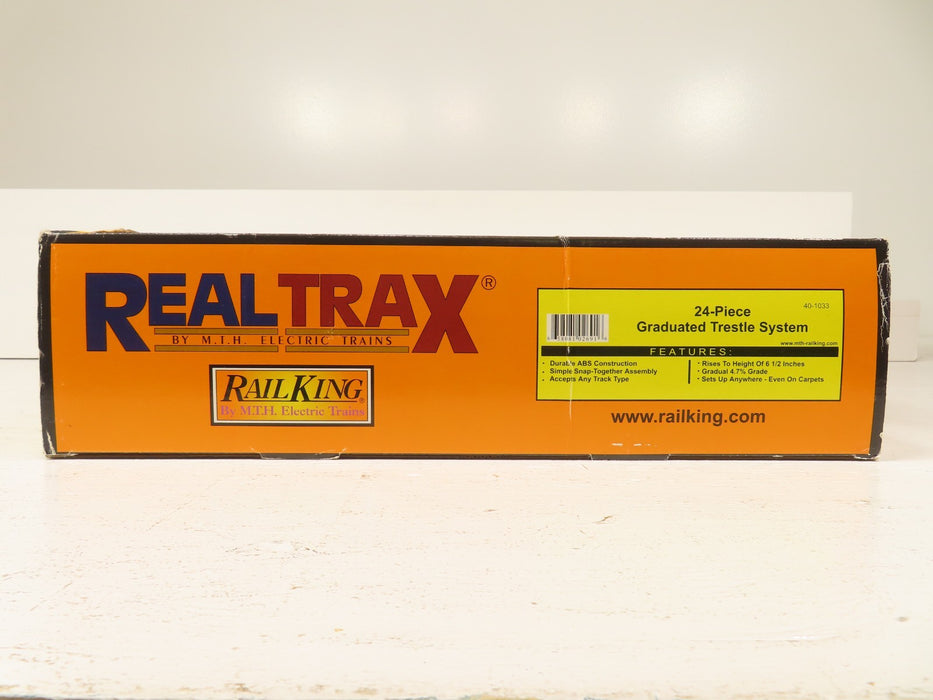 REALTRAX®
BY M.T.H. ELECTRIC TRAINS
RAILKING®
By M.T.H. Electric Trains
40-1033
24-Piece
Graduated Trestle System
www.mth-railking.com
FEATURES:
• Durable ABS Construction
• Simple Snap-Together Assembly
• Accepts Any Track Type
• Rises To Height Of 6 1/2 Inches
• Gradual 4.7% Grade
• Sets Up Anywhere - Even On Carpets
www.railking.com